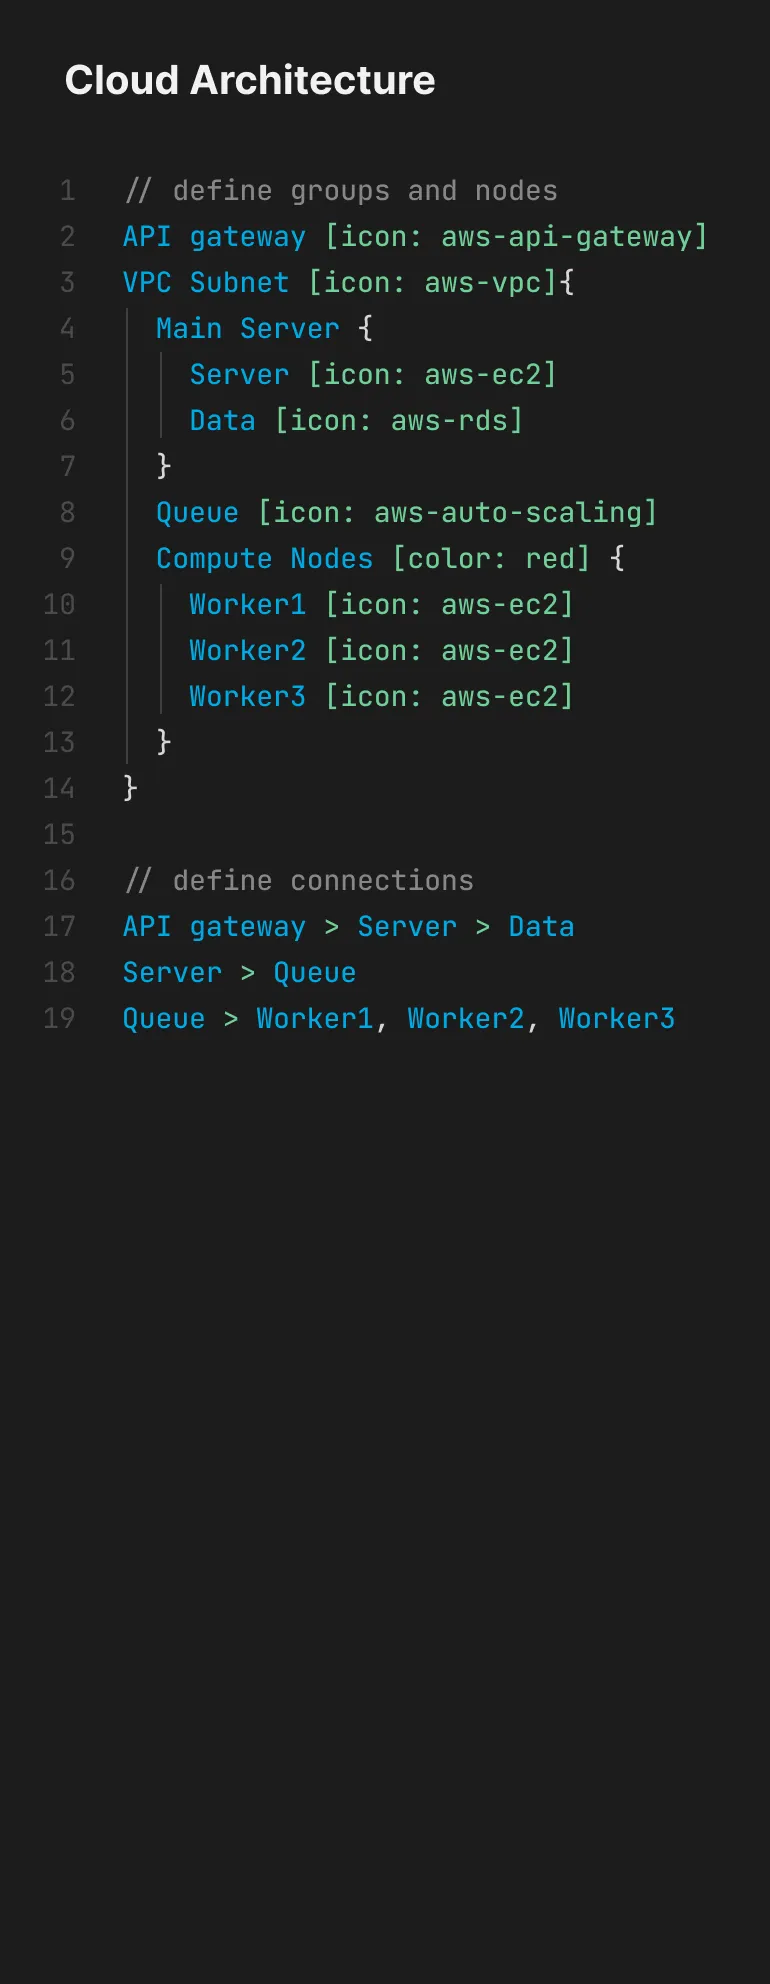 Cloud Architecture
1 // define groups and nodes
2 API gateway [icon: aws-api-gateway]
3 VPC Subnet [icon: aws-vpc]{
4 Main Server {
5 Server [icon: aws-ec2]
6 Data [icon: aws-rds]
7 }
8 Queue [icon: aws-auto-scaling]
9 Compute Nodes [color: red] {
10 Worker1 [icon: aws-ec2]
11 Worker2 [icon: aws-ec2]
12 Worker3 [icon: aws-ec2]
13 }
14 }
15
16 // define connections
17 API gateway > Server > Data
18 Server > Queue
19 Queue > Worker1, Worker2, Worker3